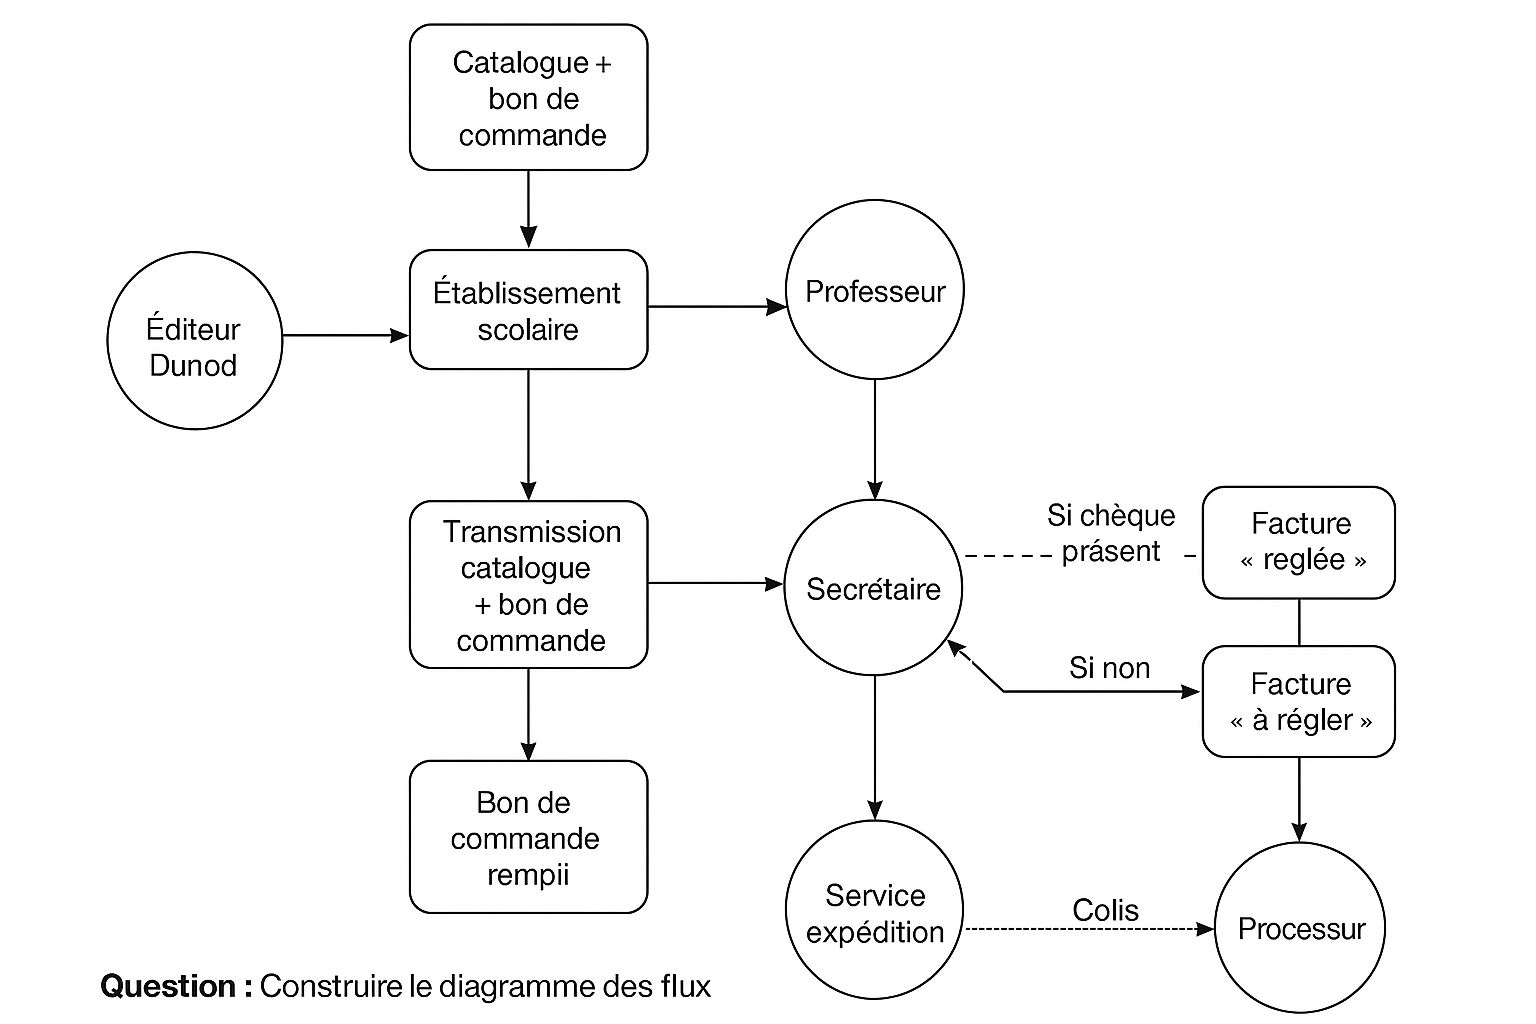 Catalogue +
bon de
commande
Éditeur
Dunod
Établissement
scolaire
Professeur
Transmission
catalogue
+ bon de
commande
Secrétaire
Si chèque
prásent
Facture
« reglée »
Si non
Facture
« à régler »
Bon de
commande
rempii
Service
expédition
Colis
Processur
Question : Construire le diagramme des flux